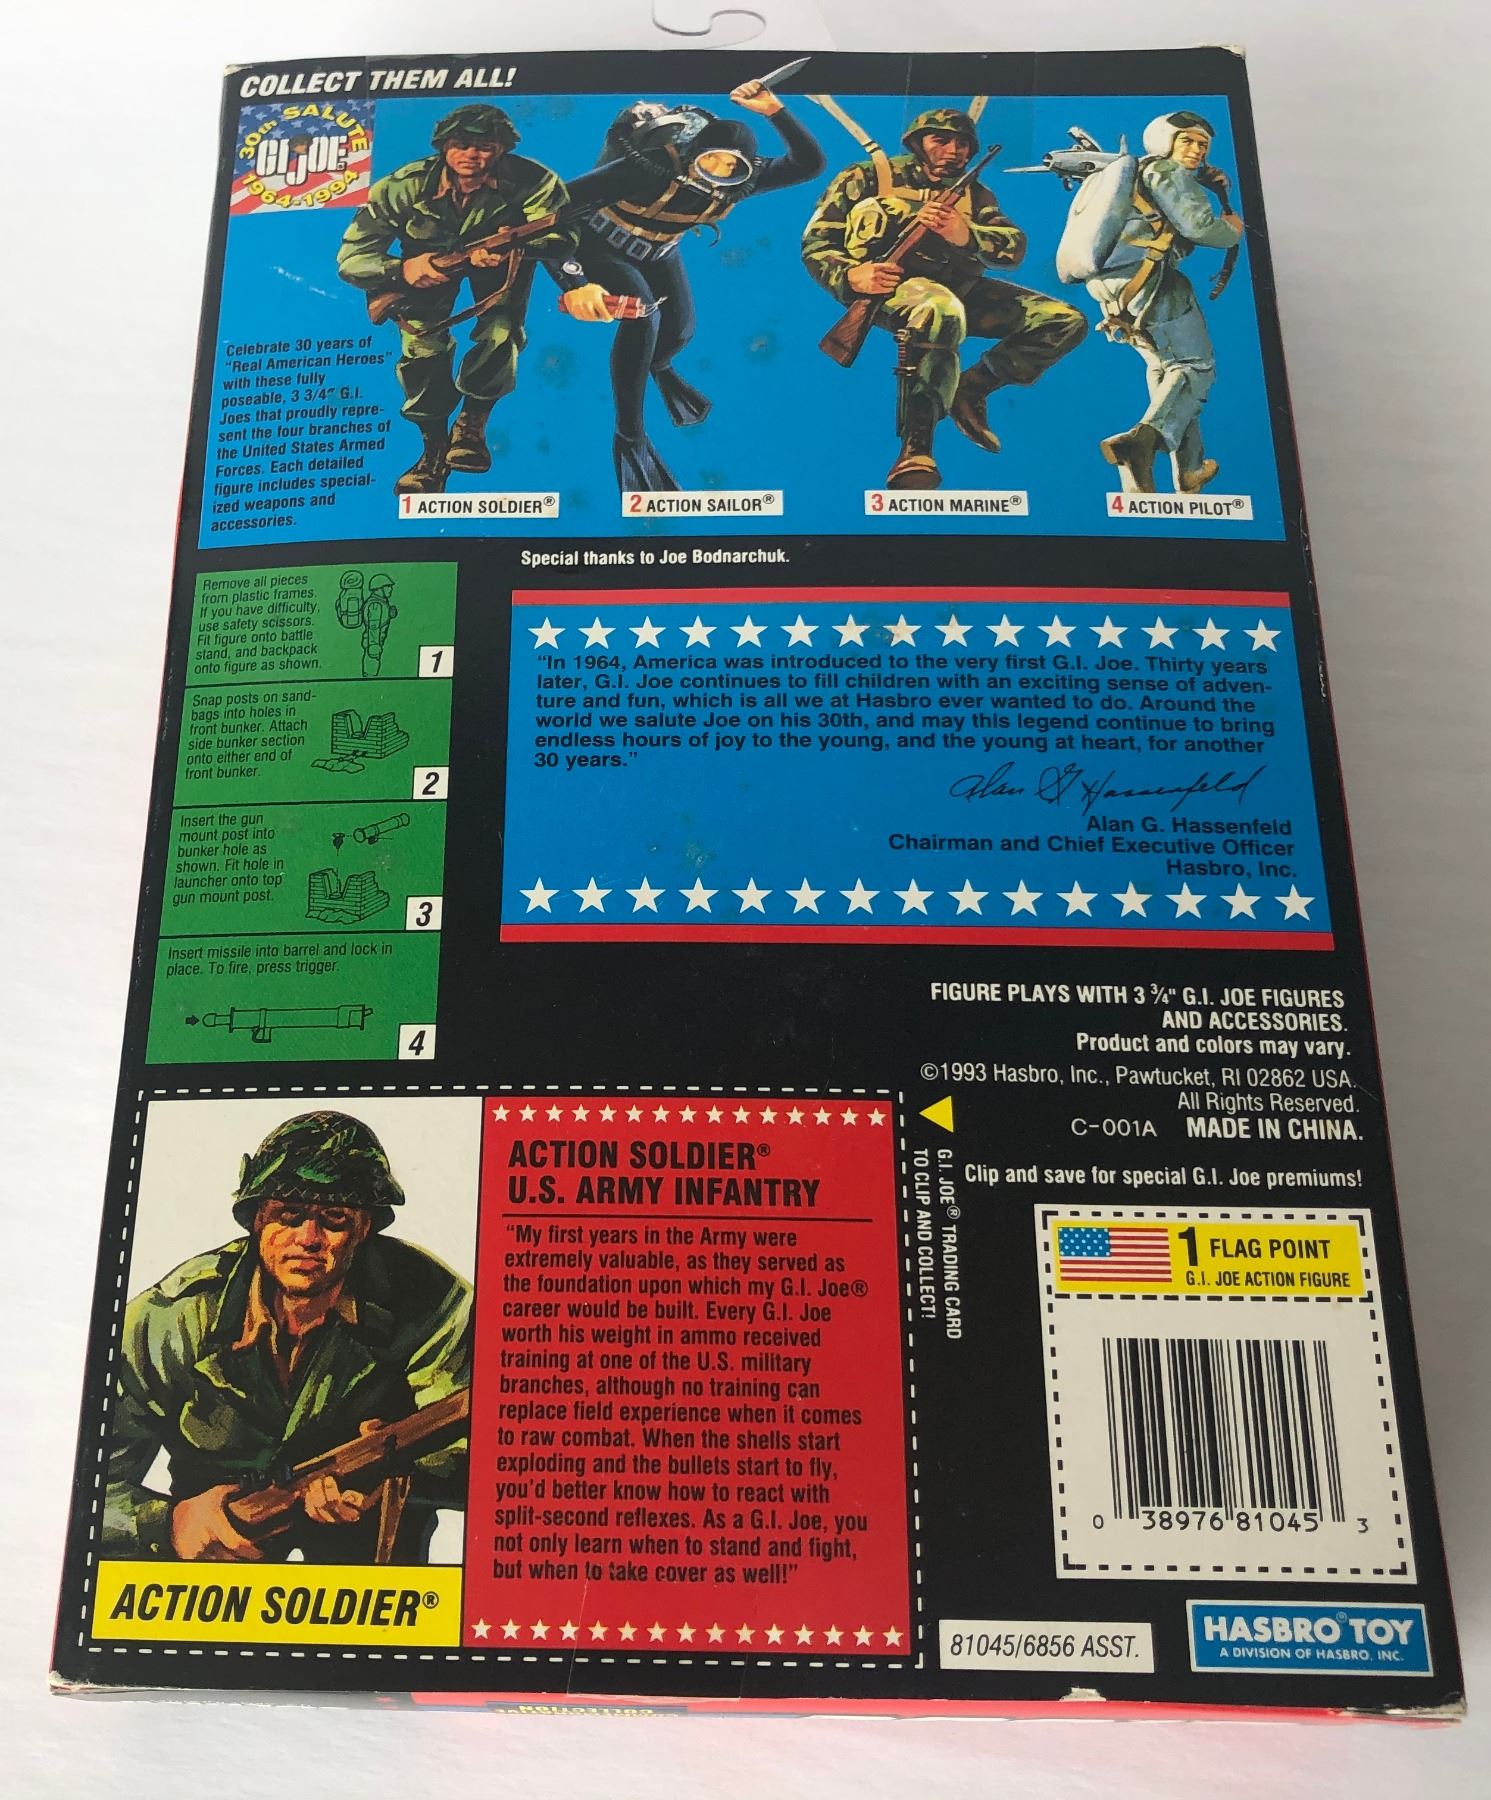 COLLECT THEM ALL!
30th SALUTE
GI JOE
1964-1994
Celebrate 30 years of
"Real American Heroes"
with these fully
poseable, 3 3/4" G.I.
Joes that proudly repre-
sent the four branches of
the United States Armed
Forces. Each detailed
figure includes special-
ized weapons and
accessories.
1 ACTION SOLDIER®
2 ACTION SAILOR®
3 ACTION MARINE®
4 ACTION PILOT®
Special thanks to Joe Bodnarchuk.
Remove all pieces
from plastic frames.
If you have difficulty,
use safety scissors.
Fit figure onto battle
stand, and backpack
onto figure as shown.
1
Snap posts on sand-
bags into holes in
front bunker. Attach
side bunker section
onto either end of
front bunker.
2
Insert the gun
mount post into
bunker hole as
shown. Fit hole in
launcher onto top
gun mount post.
3
Insert missile into barrel and lock in
place. To fire, press trigger.
4
"In 1964, America was introduced to the very first G.I. Joe. Thirty years
later, G.I. Joe continues to fill children with an exciting sense of adven-
ture and fun, which is all we at Hasbro ever wanted to do. Around the
world we salute Joe on his 30th, and may this legend continue to bring
endless hours of joy to the young, and the young at heart, for another
30 years."
Alan G Hassenfeld
Alan G. Hassenfeld
Chairman and Chief Executive Officer
Hasbro, Inc.
FIGURE PLAYS WITH 3 ¾" G.I. JOE FIGURES
AND ACCESSORIES.
Product and colors may vary.
©1993 Hasbro, Inc., Pawtucket, RI 02862 USA.
All Rights Reserved.
C-001A MADE IN CHINA.
Clip and save for special G.I. Joe premiums!
1 FLAG POINT
G.I. JOE ACTION FIGURE
0 38976 81045 3
G.I. JOE® TRADING CARD
TO CLIP AND COLLECT!
ACTION SOLDIER®
U.S. ARMY INFANTRY
"My first years in the Army were
extremely valuable, as they served as
the foundation upon which my G.I. Joe®
career would be built. Every G.I. Joe
worth his weight in ammo received
training at one of the U.S. military
branches, although no training can
replace field experience when it comes
to raw combat. When the shells start
exploding and the bullets start to fly,
you'd better know how to react with
split-second reflexes. As a G.I. Joe, you
not only learn when to stand and fight,
but when to take cover as well!"
ACTION SOLDIER®
81045/6856 ASST.
HASBRO® TOY
A DIVISION OF HASBRO, INC.